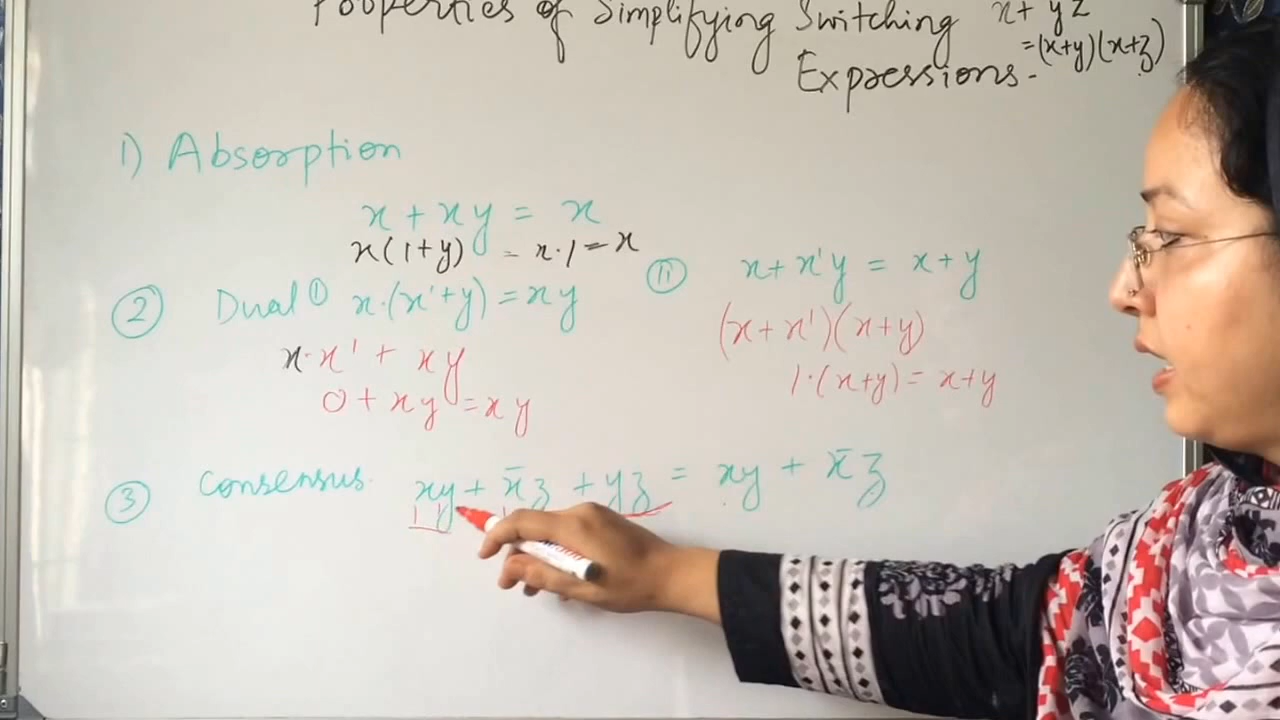 Properties of Simplifying Switching
Expressions.
x + yz
=(x+y)(x+z)
1) Absorption
x + xy = x
x(1+y) = x·1 = x
② Dual ① x·(x'+y) = xy
x·x' + xy
0 + xy = xy
⑪ x + x'y = x + y
(x + x')(x + y)
1·(x+y) = x+y
③ Consensus. xy + x̄z + yz = xy + x̄z